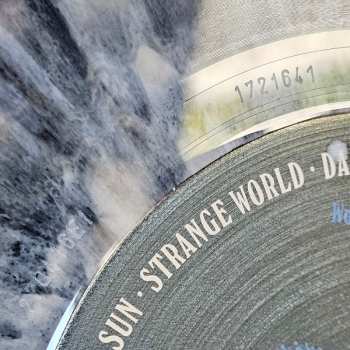 1721641
SUN · STRANGE WORLD · DA